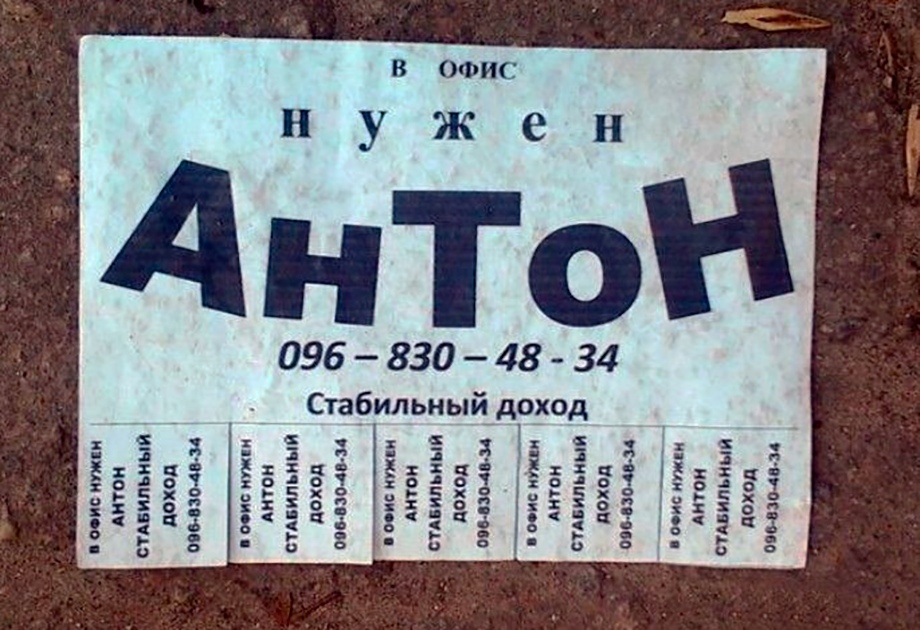 В ОФИС
нужен
АнТоН
096 – 830 – 48 - 34
Стабильный доход
В ОФИС НУЖЕН
АНТОН
СТАБИЛЬНЫЙ
ДОХОД
096-830-48-34
В ОФИС НУЖЕН
АНТОН
СТАБИЛЬНЫЙ
ДОХОД
096-830-48-34
В ОФИС НУЖЕН
АНТОН
СТАБИЛЬНЫЙ
ДОХОД
096-830-48-34
В ОФИС НУЖЕН
АНТОН
СТАБИЛЬНЫЙ
ДОХОД
096-830-48-34
В ОФИС НУЖЕН
АНТОН
СТАБИЛЬНЫЙ
ДОХОД
096-830-48-34